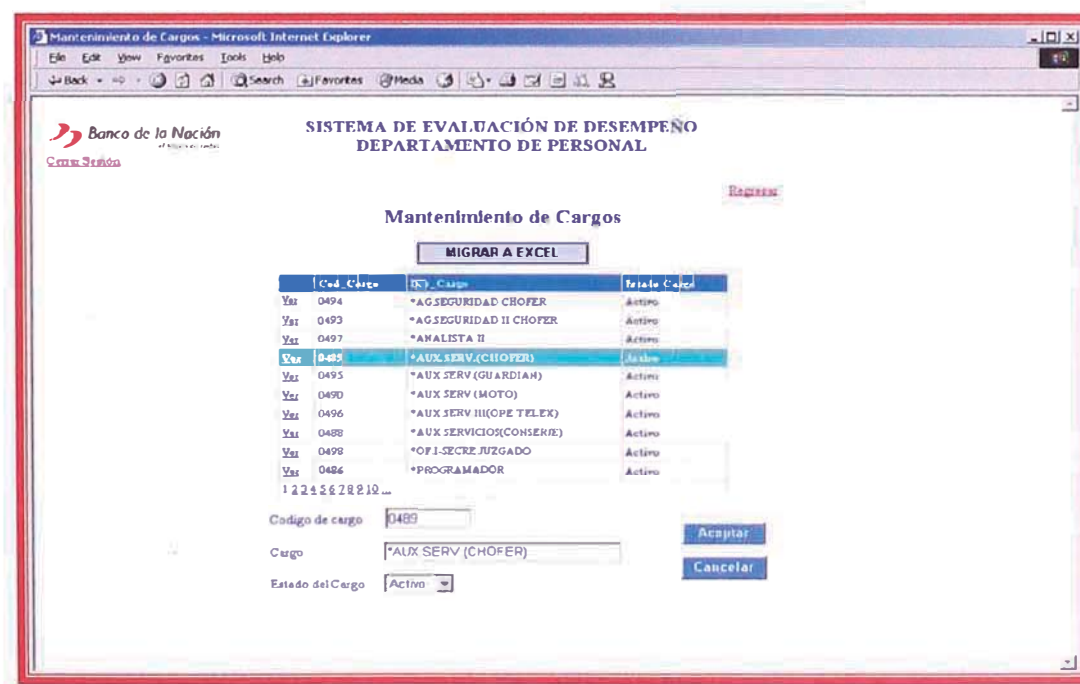 Mantenimiento de Cargos - Microsoft Internet Explorer
File Edit View Favorites Tools Help
Back Search Favorites Media
Banco de la Nación
SISTEMA DE EVALUACIÓN DE DESEMPEÑO
DEPARTAMENTO DE PERSONAL
Cerrar Sesión
Regresar
Mantenimiento de Cargos
MIGRAR A EXCEL
Cod_Cargo Estado Cargo
Ver 0494 *AG.SEGURIDAD CHOFER Activo
Ver 0493 *AG.SEGURIDAD II CHOFER Activo
Ver 0497 *ANALISTA II Activo
Ver 0489 *AUX.SERV.(CHOFER) Activo
Ver 0495 *AUX SERV.(GUARDIAN) Activo
Ver 0490 *AUX SERV (MOTO) Activo
Ver 0496 *AUX SERV III(OPE TELEX) Activo
Ver 0488 *AUX SERVICIOS(CONSERJE) Activo
Ver 0498 *OF.I-SECRE JUZGADO Activo
Ver 0486 *PROGRAMADOR Activo
1 2 3 4 5 6 7 8 9 10 ...
Codigo de cargo 0489
Aceptar
Cargo *AUX SERV (CHOFER)
Cancelar
Estado del Cargo Activo